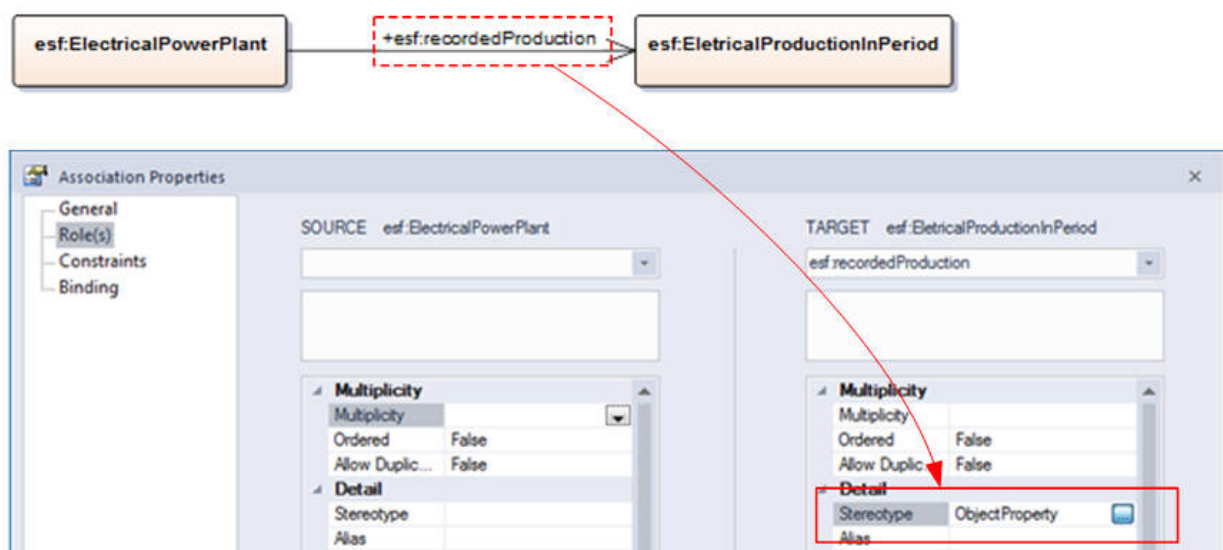 esf:ElectricalPowerPlant +esf:recordedProduction esf:EletricalProductionInPeriod
Association Properties
General
Role(s)
Constraints
Binding
SOURCE esf:ElectricalPowerPlant
Multiplicity
Multiplicity
Ordered False
Allow Duplic... False
Detail
Stereotype
Alias
TARGET esf:EletricalProductionInPeriod
esf:recordedProduction
Multiplicity
Multiplicity
Ordered False
Allow Duplic... False
Detail
Stereotype ObjectProperty
Alias